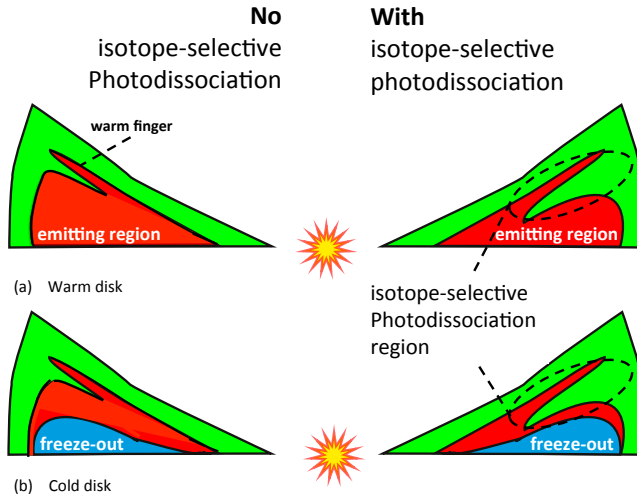 No
isotope-selective
Photodissociation
With
isotope-selective
photodissociation
warm finger
emitting region
emitting region
(a) Warm disk
isotope-selective
Photodissociation
region
freeze-out
freeze-out
(b) Cold disk